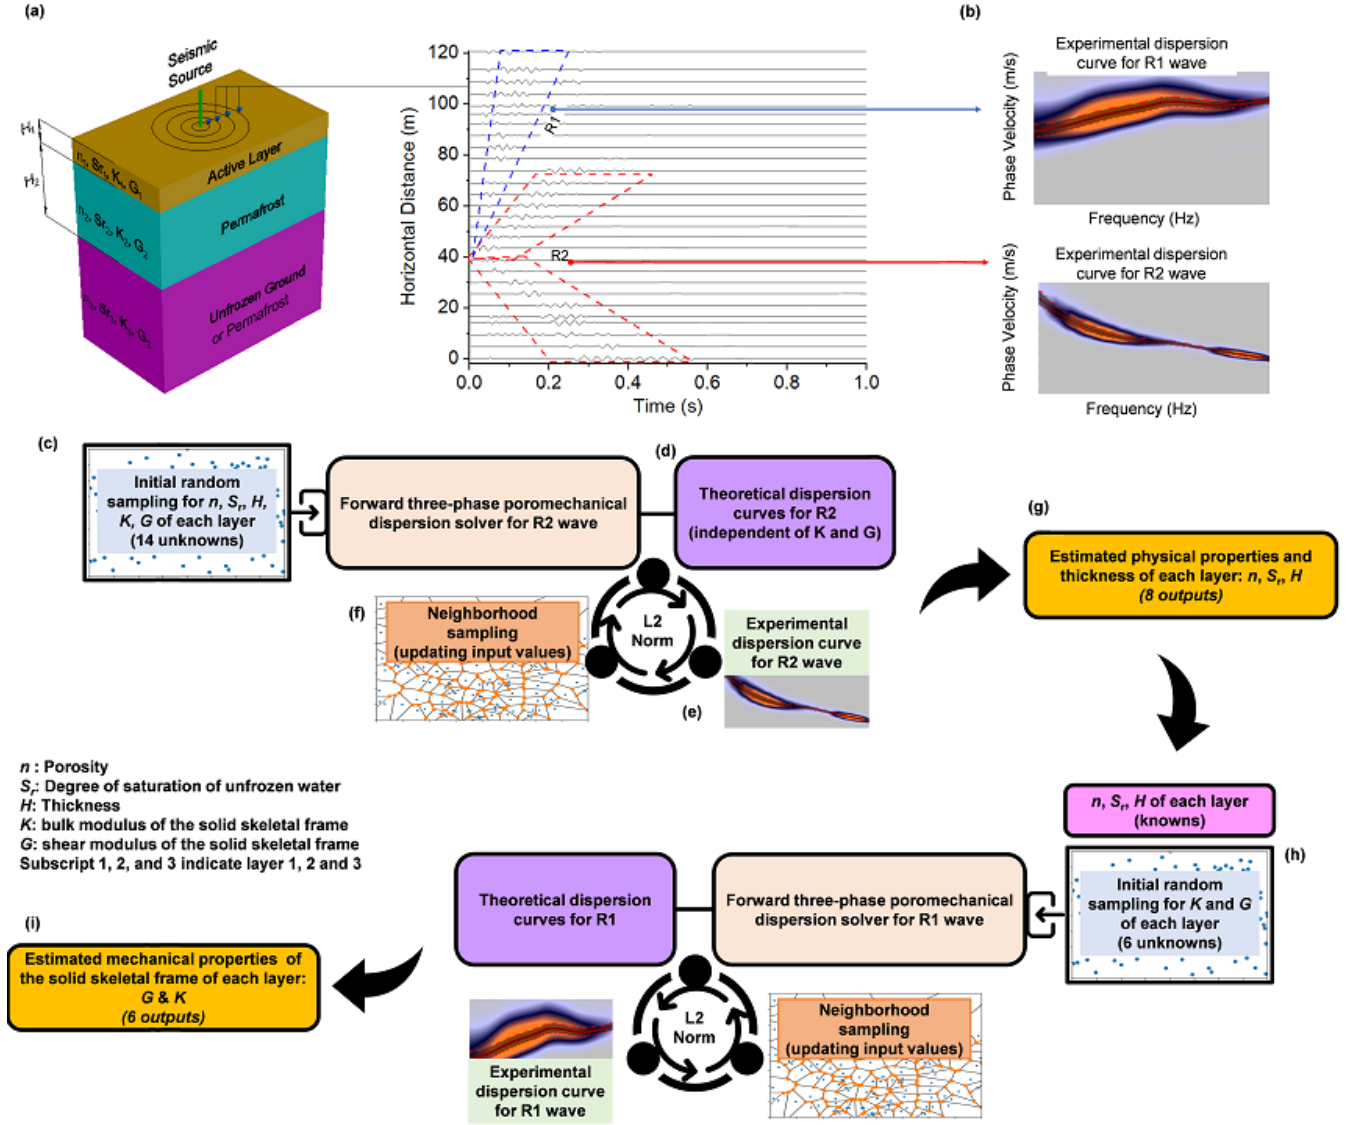 (a)
Seismic
Source
H₁
H₂
n₁, Sr₁, K₁, G₁
Active Layer
n₂, Sr₂, K₂, G₂
Permafrost
n₃, Sr₃, K₃, G₃
Unfrozen Ground
or Permafrost
Horizontal Distance (m)
120
100
80
60
40
20
0
R1
R2
0.0 0.2 0.4 0.6 0.8 1.0
Time (s)
(b)
Experimental dispersion
curve for R1 wave
Phase Velocity (m/s)
Frequency (Hz)
Experimental dispersion
curve for R2 wave
Phase Velocity (m/s)
Frequency (Hz)
(c)
Initial random
sampling for n, Sᵣ, H,
K, G of each layer
(14 unknowns)
Forward three-phase poromechanical
dispersion solver for R2 wave
(d)
Theoretical dispersion
curves for R2
(independent of K and G)
(f)
Neighborhood
sampling
(updating input values)
L2
Norm
(e)
Experimental
dispersion curve
for R2 wave
(g)
Estimated physical properties and
thickness of each layer: n, Sᵣ, H
(8 outputs)
n, Sᵣ, H of each layer
(knowns)
(h)
Initial random
sampling for K and G
of each layer
(6 unknowns)
Forward three-phase poromechanical
dispersion solver for R1 wave
Theoretical dispersion
curves for R1
L2
Norm
Neighborhood
sampling
(updating input values)
Experimental
dispersion curve
for R1 wave
n : Porosity
Sᵣ: Degree of saturation of unfrozen water
H: Thickness
K: bulk modulus of the solid skeletal frame
G: shear modulus of the solid skeletal frame
Subscript 1, 2, and 3 indicate layer 1, 2 and 3
(i)
Estimated mechanical properties of
the solid skeletal frame of each layer:
G & K
(6 outputs)